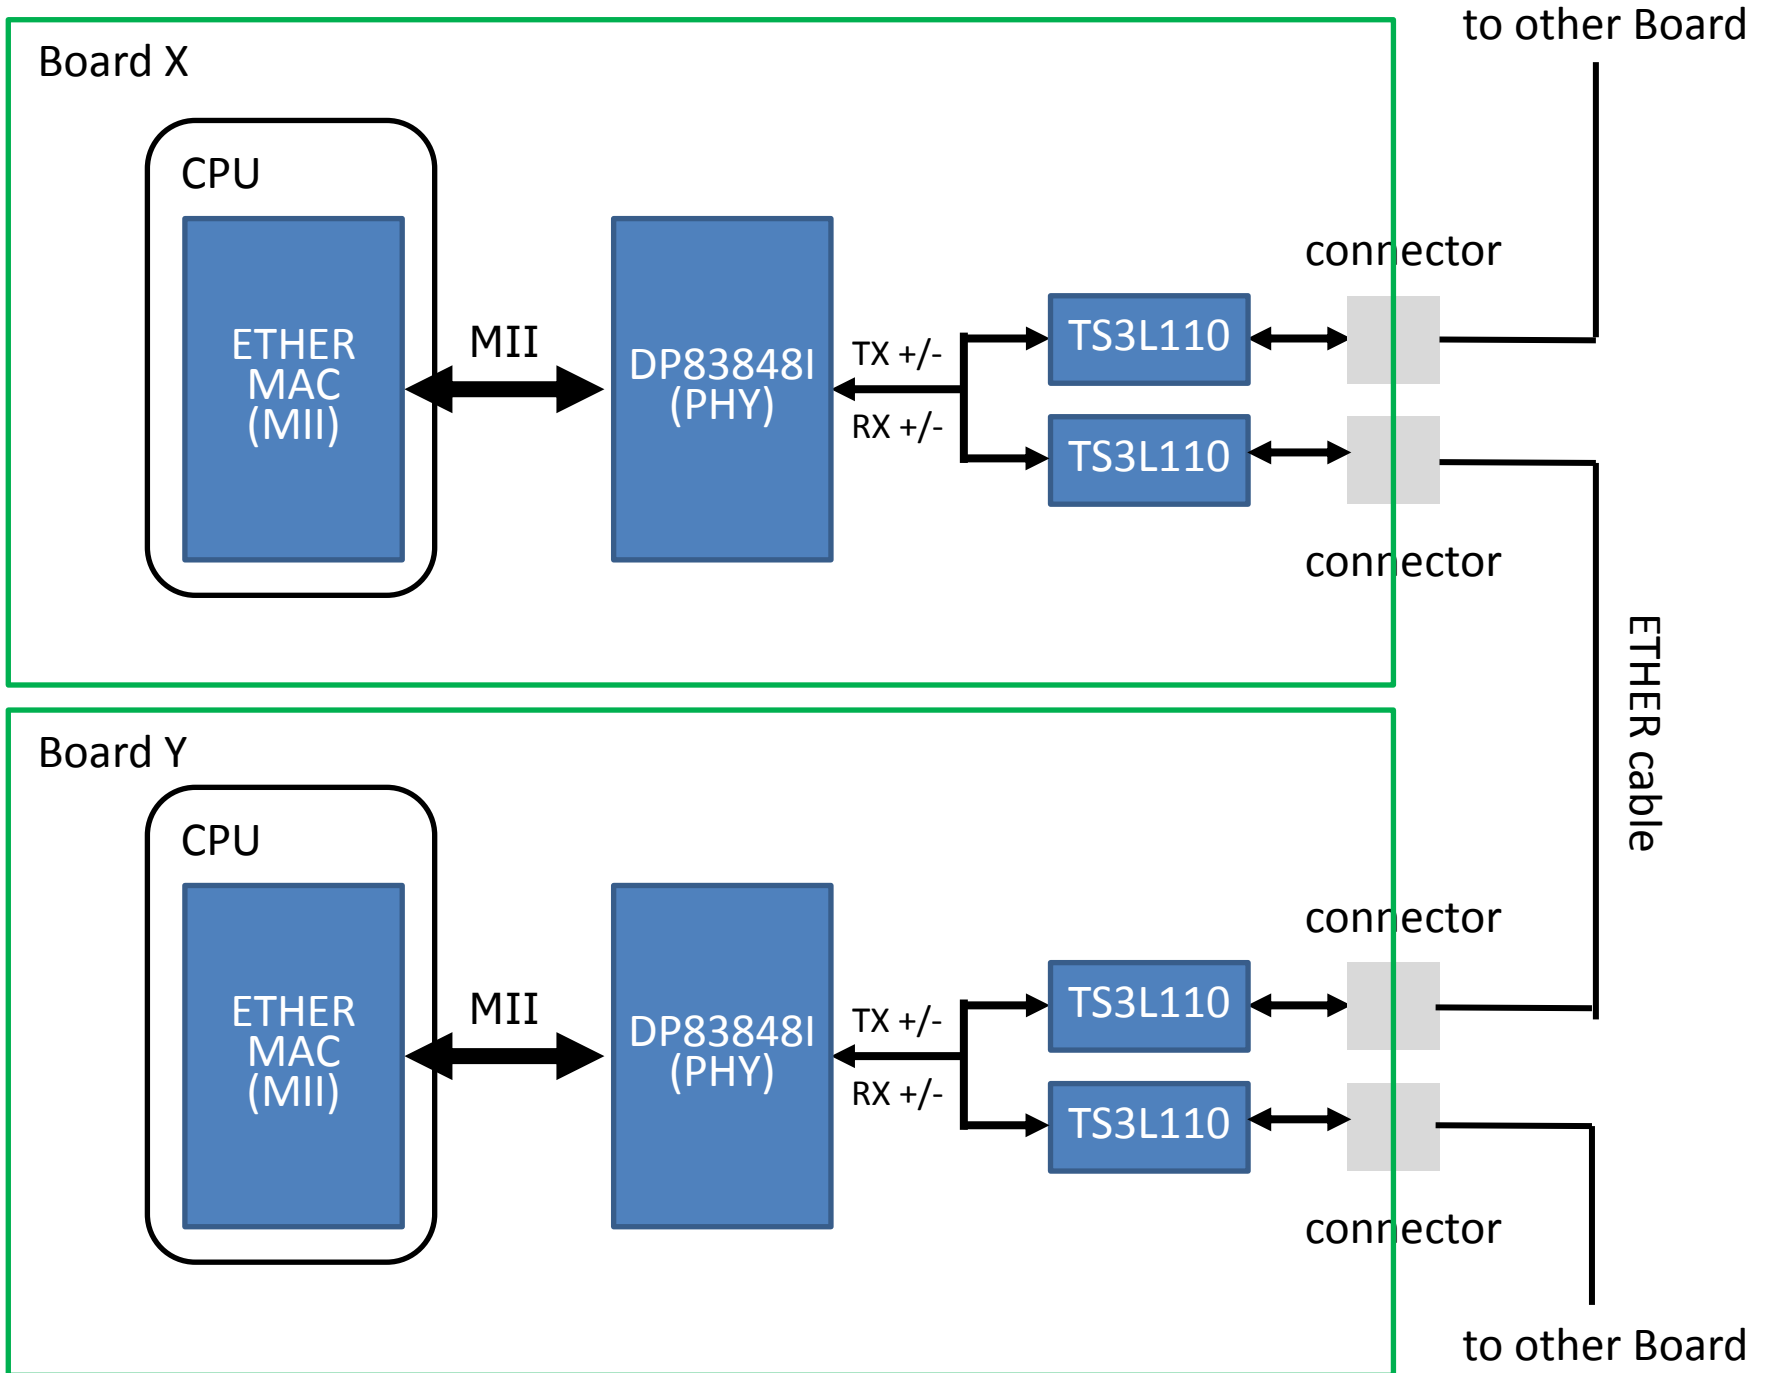 to other Board
Board X
CPU
connector
ETHER
MAC
(MII)
MII
DP83848I
(PHY)
TX +/-
RX +/-
TS3L110
TS3L110
connector
ETHER cable
Board Y
CPU
connector
ETHER
MAC
(MII)
MII
DP83848I
(PHY)
TX +/-
RX +/-
TS3L110
TS3L110
connector
to other Board